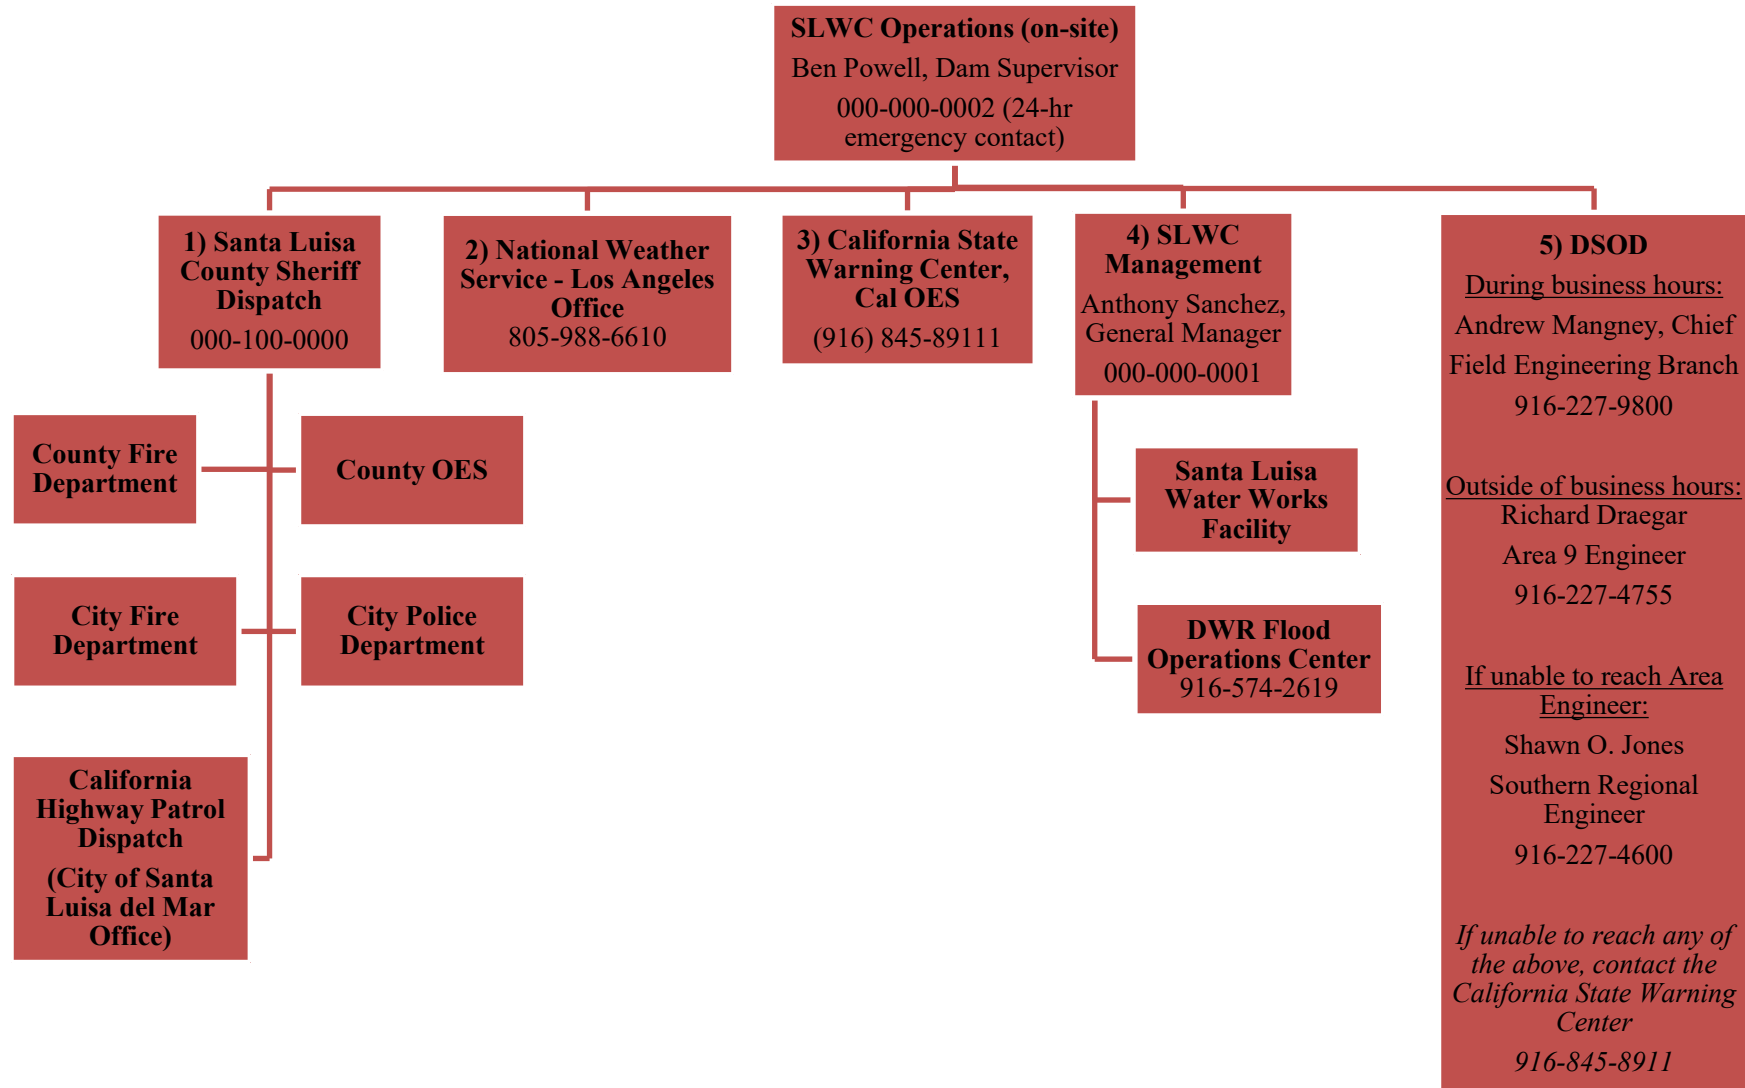 SLWC Operations (on-site)
Ben Powell, Dam Supervisor
000-000-0002 (24-hr
emergency contact)
1) Santa Luisa
County Sheriff
Dispatch
000-100-0000
2) National Weather
Service - Los Angeles
Office
805-988-6610
3) California State
Warning Center,
Cal OES
(916) 845-89111
4) SLWC
Management
Anthony Sanchez,
General Manager
000-000-0001
5) DSOD
During business hours:
Andrew Mangney, Chief
Field Engineering Branch
916-227-9800
Outside of business hours:
Richard Draegar
Area 9 Engineer
916-227-4755
If unable to reach Area
Engineer:
Shawn O. Jones
Southern Regional
Engineer
916-227-4600
If unable to reach any of
the above, contact the
California State Warning
Center
916-845-8911
County Fire
Department
County OES
City Fire
Department
City Police
Department
California
Highway Patrol
Dispatch
(City of Santa
Luisa del Mar
Office)
Santa Luisa
Water Works
Facility
DWR Flood
Operations Center
916-574-2619